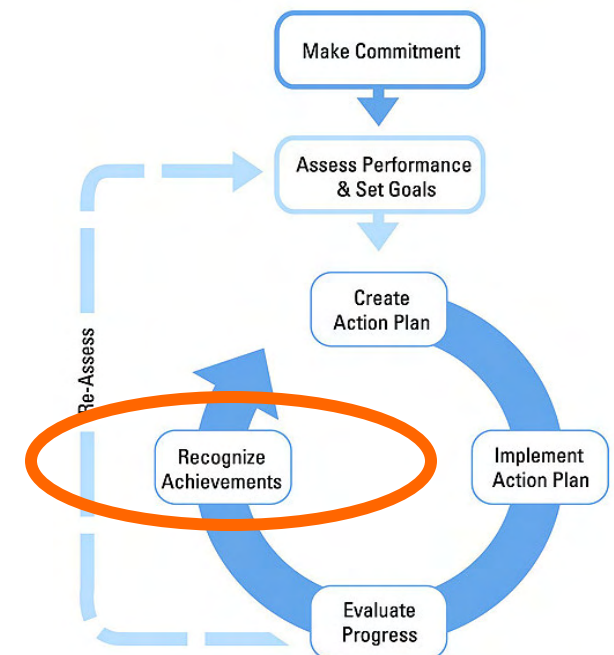 Make Commitment
Assess Performance
& Set Goals
Create
Action Plan
Re-Assess
Recognize
Achievements
Implement
Action Plan
Evaluate
Progress